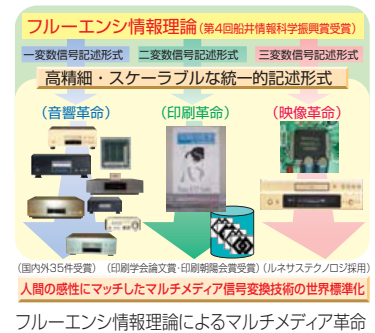 フルーエンシ情報理論(第4回船井情報科学振興賞受賞)
一変数信号記述形式 二変数信号記述形式 三変数信号記述形式
高精細・スケーラブルな統一的記述形式
(音響革命) (印刷革命) (映像革命)
(国内外35件受賞) (印刷学会論文賞・印刷朝陽会賞受賞) (ルネサステクノロジ採用)
人間の感性にマッチしたマルチメディア信号変換技術の世界標準化
フルーエンシ情報理論によるマルチメディア革命